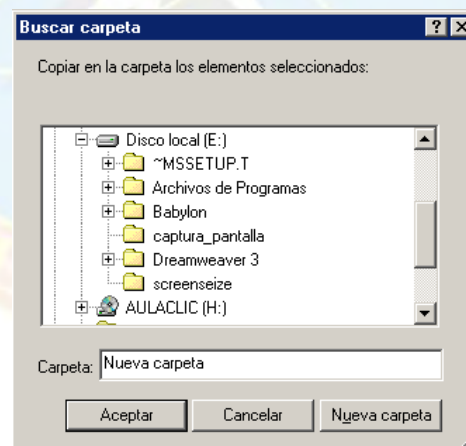 Buscar carpeta
Copiar en la carpeta los elementos seleccionados:
Disco local (E:)
~MSSETUP.T
Archivos de Programas
Babylon
captura_pantalla
Dreamweaver 3
screenseize
AULACLIC (H:)
Carpeta: Nueva carpeta
Aceptar Cancelar Nueva carpeta